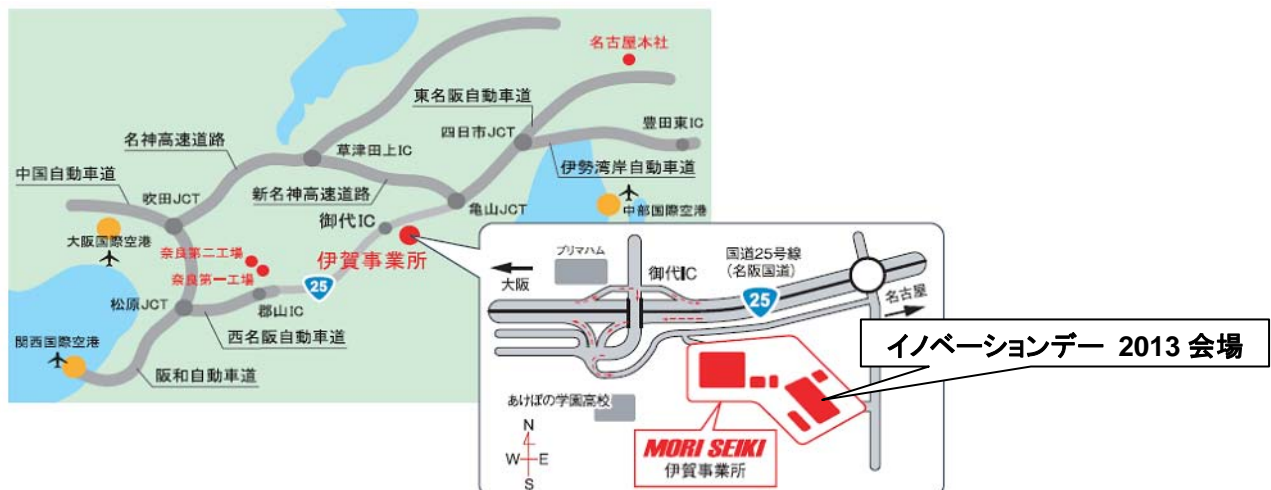 名古屋本社
東名阪自動車道
豊田東IC
四日市JCT
名神高速道路
草津田上IC
伊勢湾岸自動車道
中国自動車道
新名神高速道路
吹田JCT
亀山JCT
中部国際空港
御代IC
大阪国際空港
奈良第二工場
伊賀事業所
奈良第一工場
25
松原JCT
郡山IC
西名阪自動車道
関西国際空港
阪和自動車道
プリマハム
国道25号線
(名阪国道)
御代IC
大阪
25
名古屋
イノベーションデー 2013 会場
あけぼの学園高校
N
W E
S
MORI SEIKI
伊賀事業所